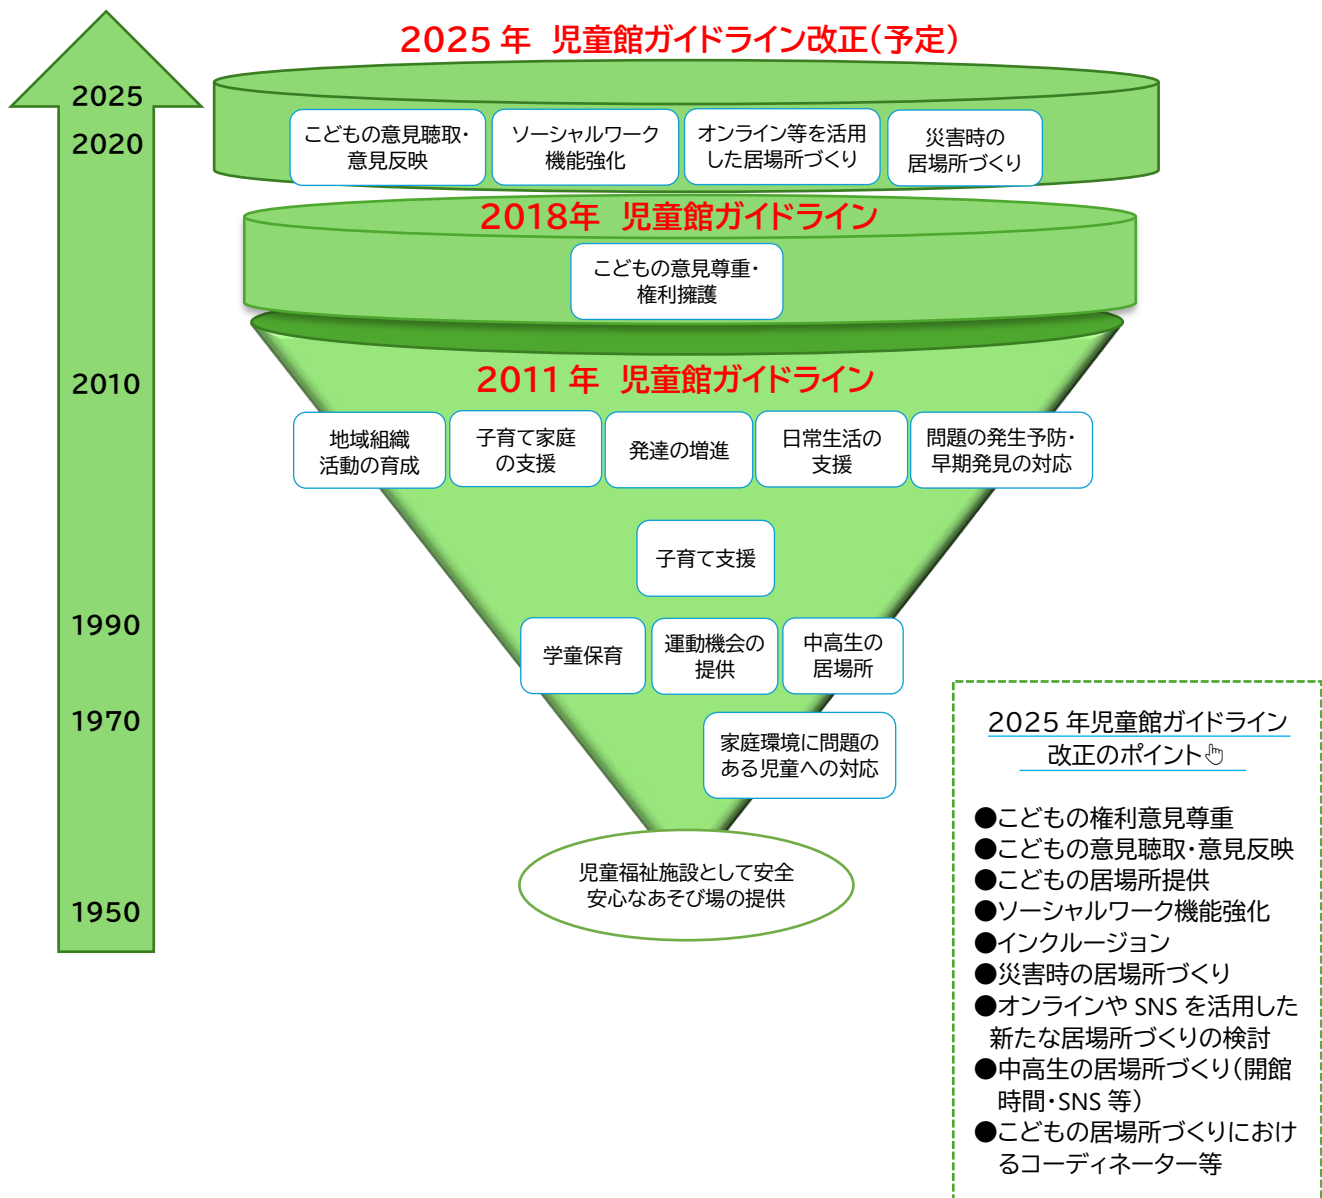 2025年 児童館ガイドライン改正(予定)
2025
2020
こどもの意見聴取・
意見反映
ソーシャルワーク
機能強化
オンライン等を活用
した居場所づくり
災害時の
居場所づくり
2018年 児童館ガイドライン
こどもの意見尊重・
権利擁護
2011年 児童館ガイドライン
2010
地域組織
活動の育成
子育て家庭
の支援
発達の増進
日常生活の
支援
問題の発生予防・
早期発見の対応
子育て支援
1990
学童保育
運動機会の
提供
中高生の
居場所
1970
家庭環境に問題の
ある児童への対応
児童福祉施設として安全
安心なあそび場の提供
1950
2025年児童館ガイドライン
改正のポイント
●こどもの権利意見尊重
●こどもの意見聴取・意見反映
●こどもの居場所提供
●ソーシャルワーク機能強化
●インクルージョン
●災害時の居場所づくり
●オンラインや SNS を活用した
新たな居場所づくりの検討
●中高生の居場所づくり(開館
時間・SNS 等)
●こどもの居場所づくりにおけ
るコーディネーター等